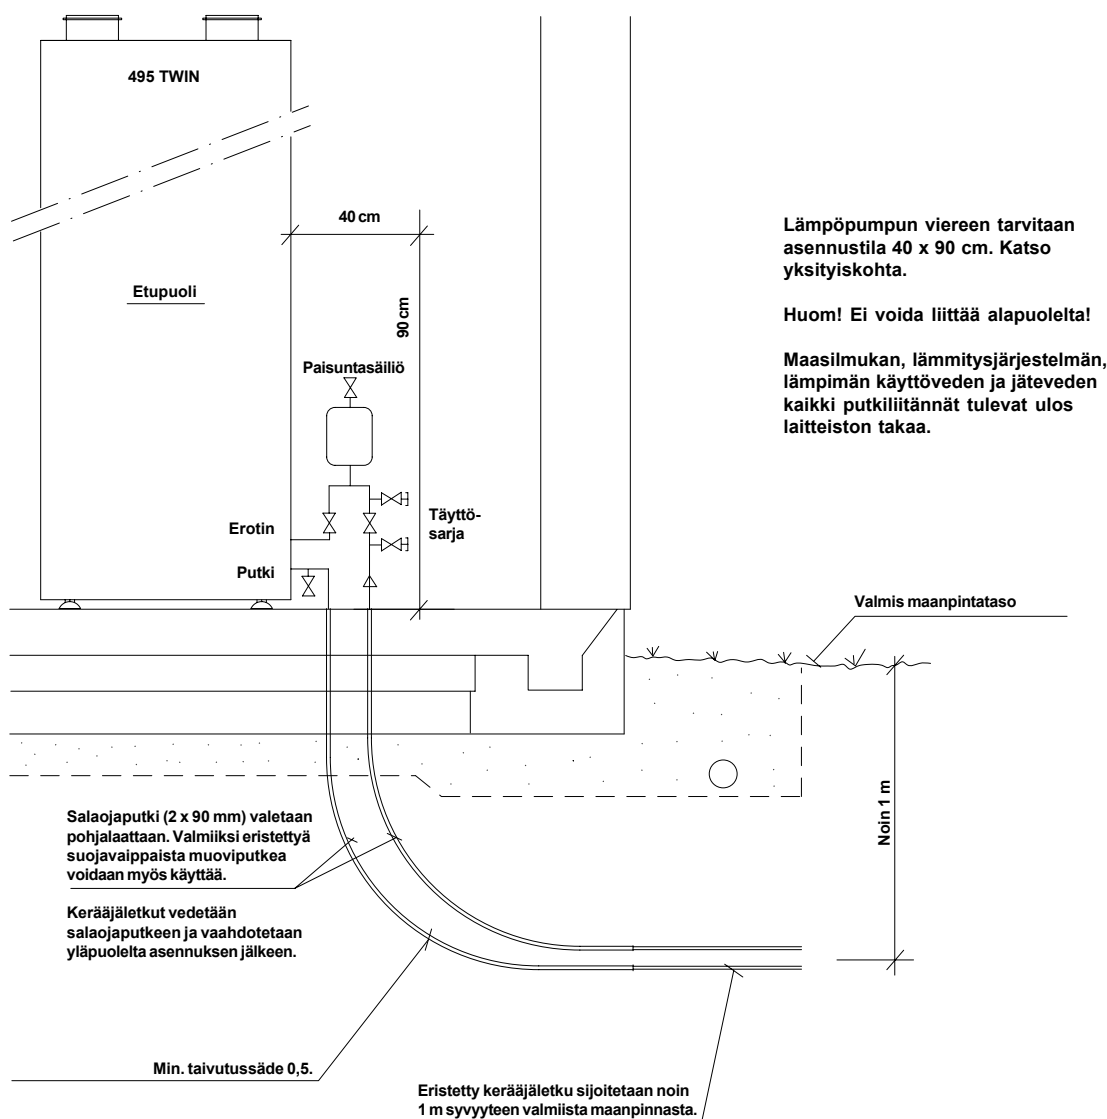 495 TWIN
40 cm
90 cm
Etupuoli
Paisuntasäiliö
Erotin
Putki
Täyttö-
sarja
Lämpöpumpun viereen tarvitaan
asennustila 40 x 90 cm. Katso
yksityiskohta.
Huom! Ei voida liittää alapuolelta!
Maasilmukan, lämmitysjärjestelmän,
lämpimän käyttöveden ja jäteveden
kaikki putkiliitännät tulevat ulos
laitteiston takaa.
Valmis maanpintataso
Noin 1 m
Salaojaputki (2 x 90 mm) valetaan
pohjalaattaan. Valmiiksi eristettyä
suojavaippaista muoviputkea
voidaan myös käyttää.
Kerääjäletkut vedetään
salaojaputkeen ja vaahdotetaan
yläpuolelta asennuksen jälkeen.
Min. taivutussäde 0,5.
Eristetty kerääjäletku sijoitetaan noin
1 m syvyyteen valmiista maanpinnasta.